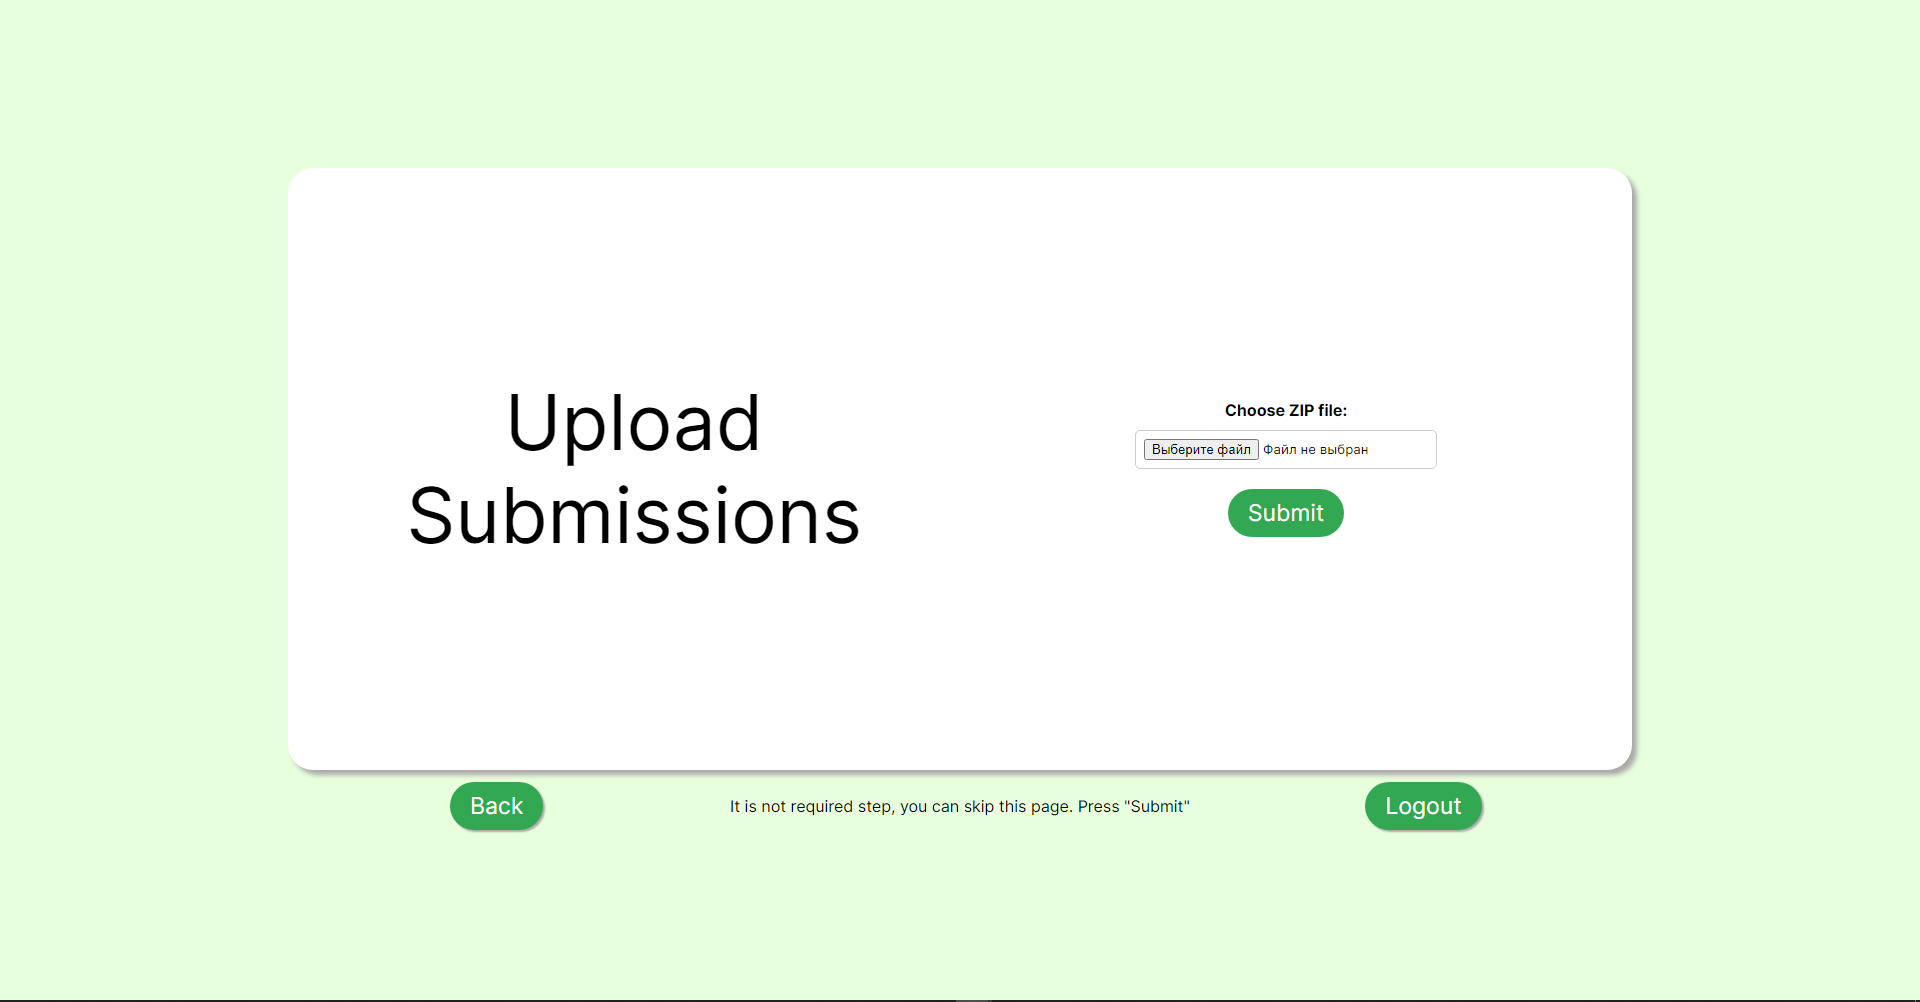 Upload
Submissions
Choose ZIP file:
Выберите файл Файл не выбран
Submit
Back
It is not required step, you can skip this page. Press "Submit"
Logout